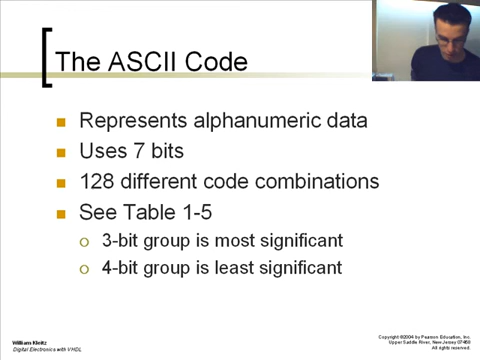 The ASCII Code
Represents alphanumeric data
Uses 7 bits
128 different code combinations
See Table 1-5
3-bit group is most significant
4-bit group is least significant
William Kleitz
Digital Electronics with VHDL
Copyright ©2004 by Pearson Education, Inc.
Upper Saddle River, New Jersey 07458
All rights reserved.